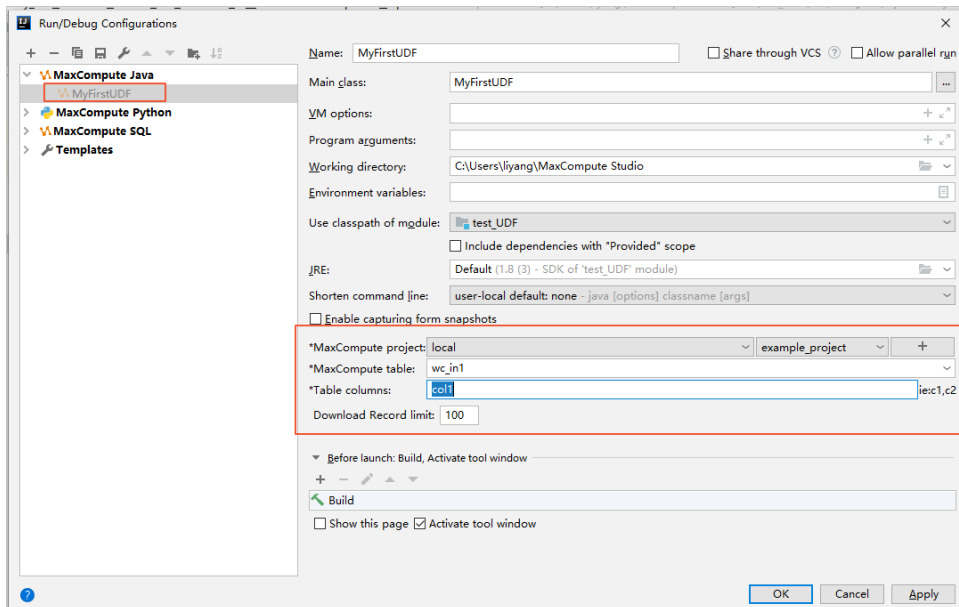 Run/Debug Configurations
MaxCompute Java
MyFirstUDF
MaxCompute Python
MaxCompute SQL
Templates
Name: MyFirstUDF Share through VCS Allow parallel run
Main class: MyFirstUDF ...
VM options:
Program arguments:
Working directory: C:\Users\liyang\MaxCompute Studio
Environment variables:
Use classpath of module: test_UDF
Include dependencies with "Provided" scope
JRE: Default (1.8 (3) - SDK of 'test_UDF' module)
Shorten command line: user-local default: none - java [options] classname [args]
Enable capturing form snapshots
*MaxCompute project: local example_project +
*MaxCompute table: wc_in1
*Table columns: col1 ie:c1,c2
Download Record limit: 100
Before launch: Build, Activate tool window
Build
Show this page Activate tool window
? OK Cancel Apply